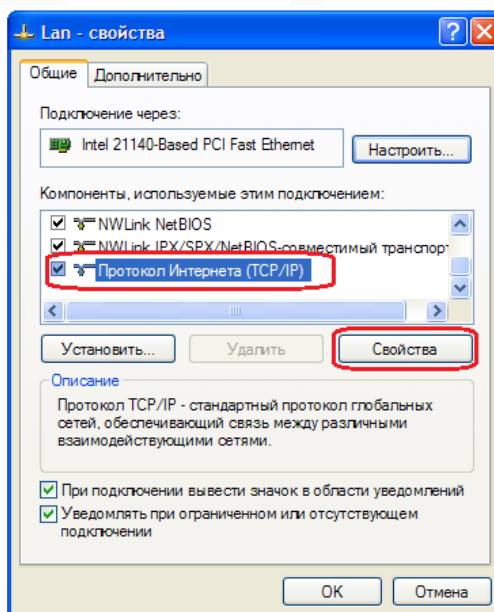 Lan - свойства
Общие
Дополнительно
Подключение через:
Intel 21140-Based PCI Fast Ethernet
Настроить...
Компоненты, используемые этим подключением:
NWLink NetBIOS
NWLink IPX/SPX/NetBIOS-совместимый транспорт
Протокол Интернета (TCP/IP)
Установить...
Удалить
Свойства
Описание
Протокол TCP/IP - стандартный протокол глобальных
сетей, обеспечивающий связь между различными
взаимодействующими сетями.
При подключении вывести значок в области уведомлений
Уведомлять при ограниченном или отсутствующем
подключении
OK
Отмена